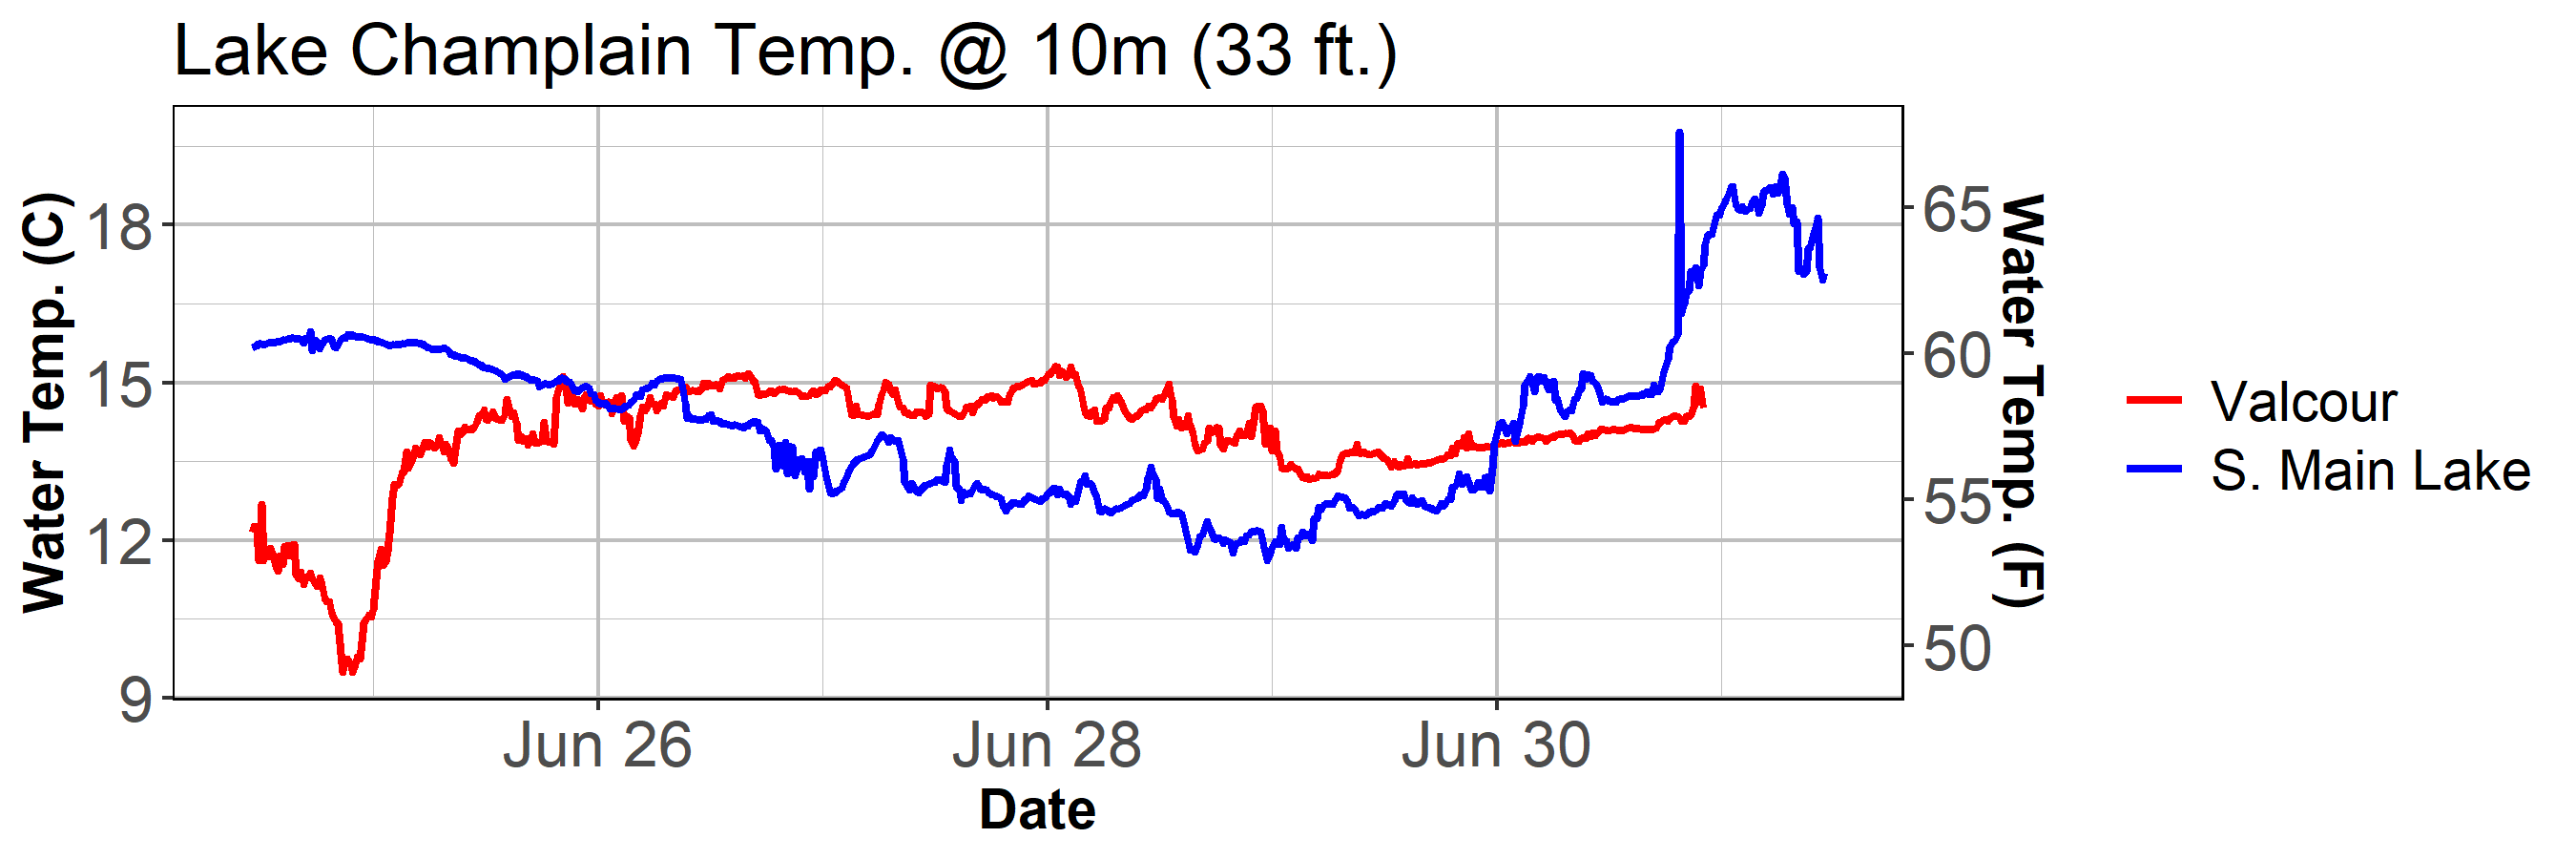 Lake Champlain Temp. @ 10m (33 ft.)
Water Temp. (C)
18
15
12
9
65
60
55
50
Water Temp. (F)
Jun 26
Jun 28
Jun 30
Date
Valcour
S. Main Lake